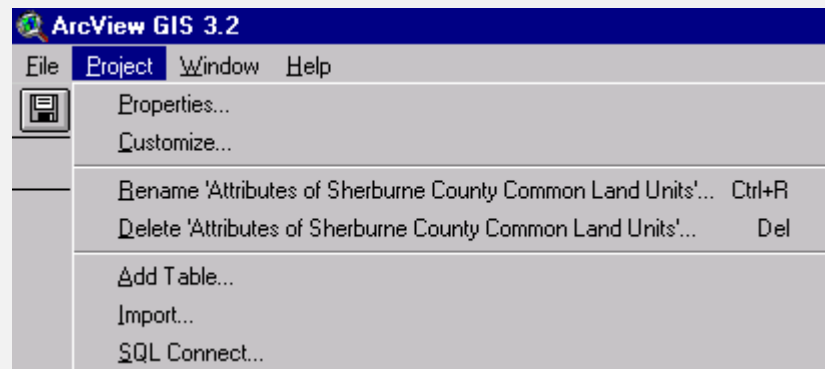 ArcView GIS 3.2
File Project Window Help
Properties...
Customize...
Rename 'Attributes of Sherburne County Common Land Units'... Ctrl+R
Delete 'Attributes of Sherburne County Common Land Units'... Del
Add Table...
Import...
SQL Connect...